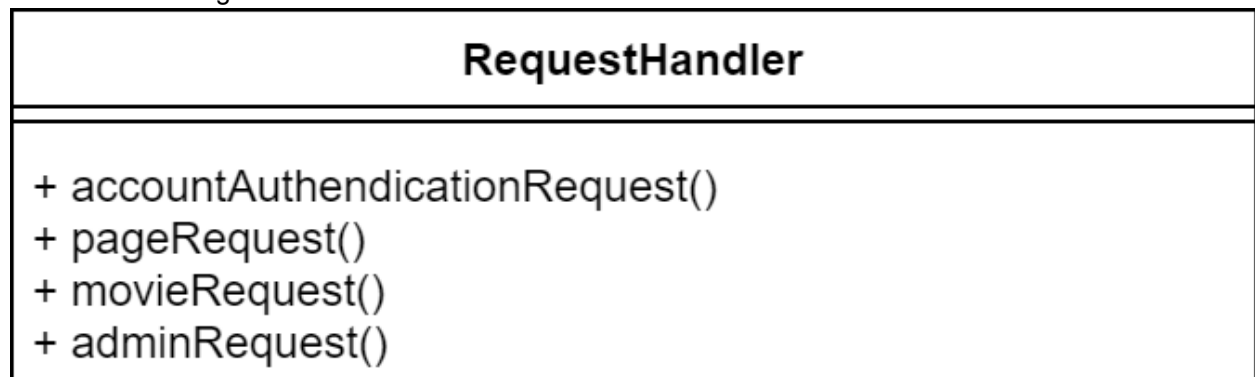 RequestHandler
+ accountAuthendicationRequest()
+ pageRequest()
+ movieRequest()
+ adminRequest()